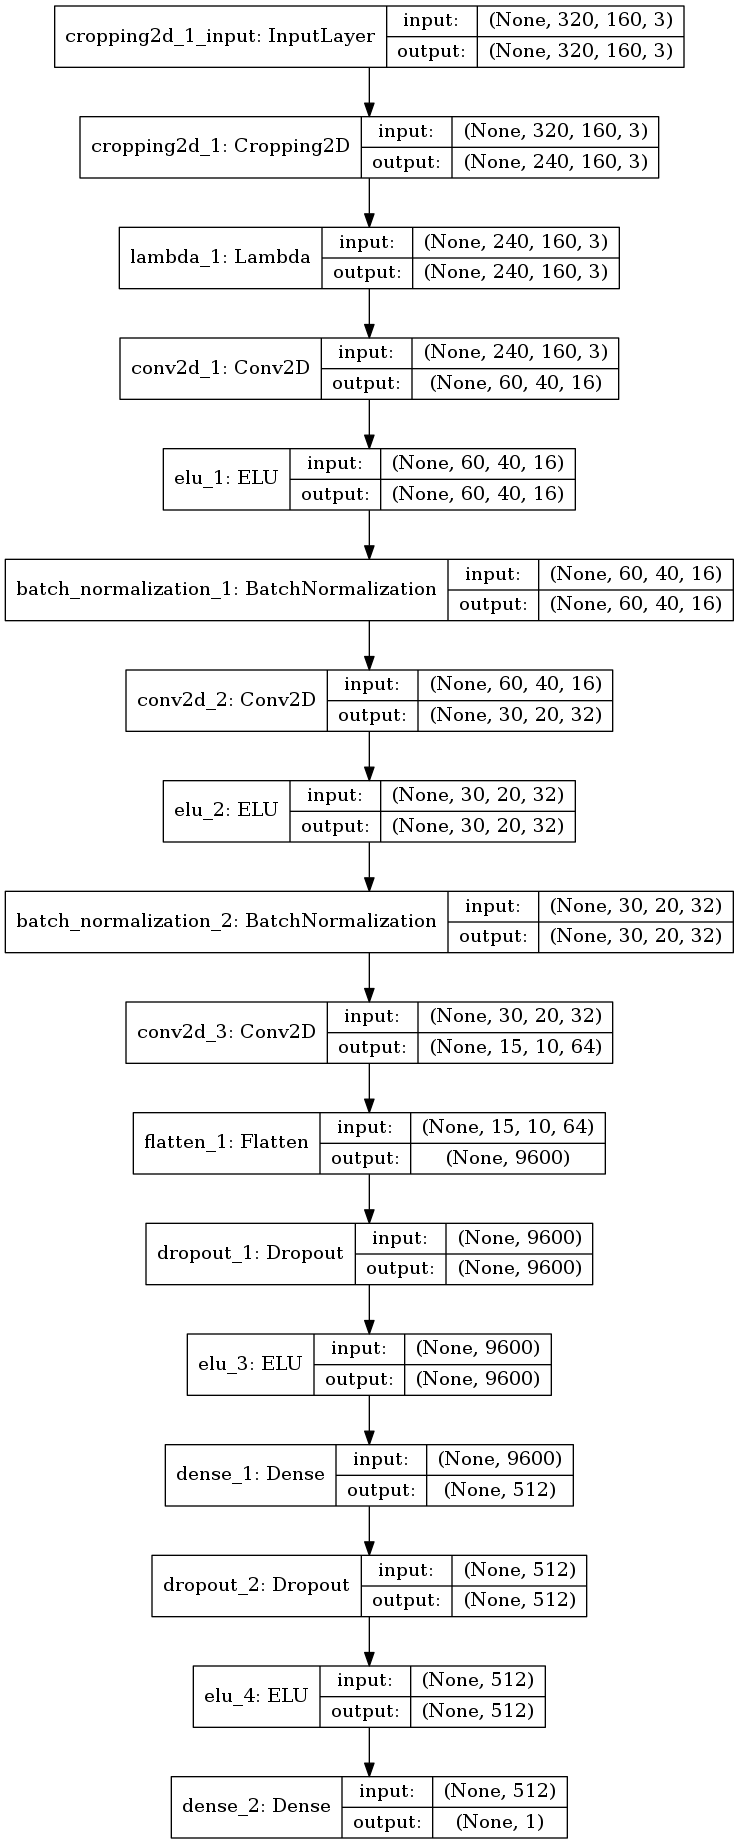 cropping2d_1_input: InputLayer
input: (None, 320, 160, 3)
output: (None, 320, 160, 3)
cropping2d_1: Cropping2D
input: (None, 320, 160, 3)
output: (None, 240, 160, 3)
lambda_1: Lambda
input: (None, 240, 160, 3)
output: (None, 240, 160, 3)
conv2d_1: Conv2D
input: (None, 240, 160, 3)
output: (None, 60, 40, 16)
elu_1: ELU
input: (None, 60, 40, 16)
output: (None, 60, 40, 16)
batch_normalization_1: BatchNormalization
input: (None, 60, 40, 16)
output: (None, 60, 40, 16)
conv2d_2: Conv2D
input: (None, 60, 40, 16)
output: (None, 30, 20, 32)
elu_2: ELU
input: (None, 30, 20, 32)
output: (None, 30, 20, 32)
batch_normalization_2: BatchNormalization
input: (None, 30, 20, 32)
output: (None, 30, 20, 32)
conv2d_3: Conv2D
input: (None, 30, 20, 32)
output: (None, 15, 10, 64)
flatten_1: Flatten
input: (None, 15, 10, 64)
output: (None, 9600)
dropout_1: Dropout
input: (None, 9600)
output: (None, 9600)
elu_3: ELU
input: (None, 9600)
output: (None, 9600)
dense_1: Dense
input: (None, 9600)
output: (None, 512)
dropout_2: Dropout
input: (None, 512)
output: (None, 512)
elu_4: ELU
input: (None, 512)
output: (None, 512)
dense_2: Dense
input: (None, 512)
output: (None, 1)